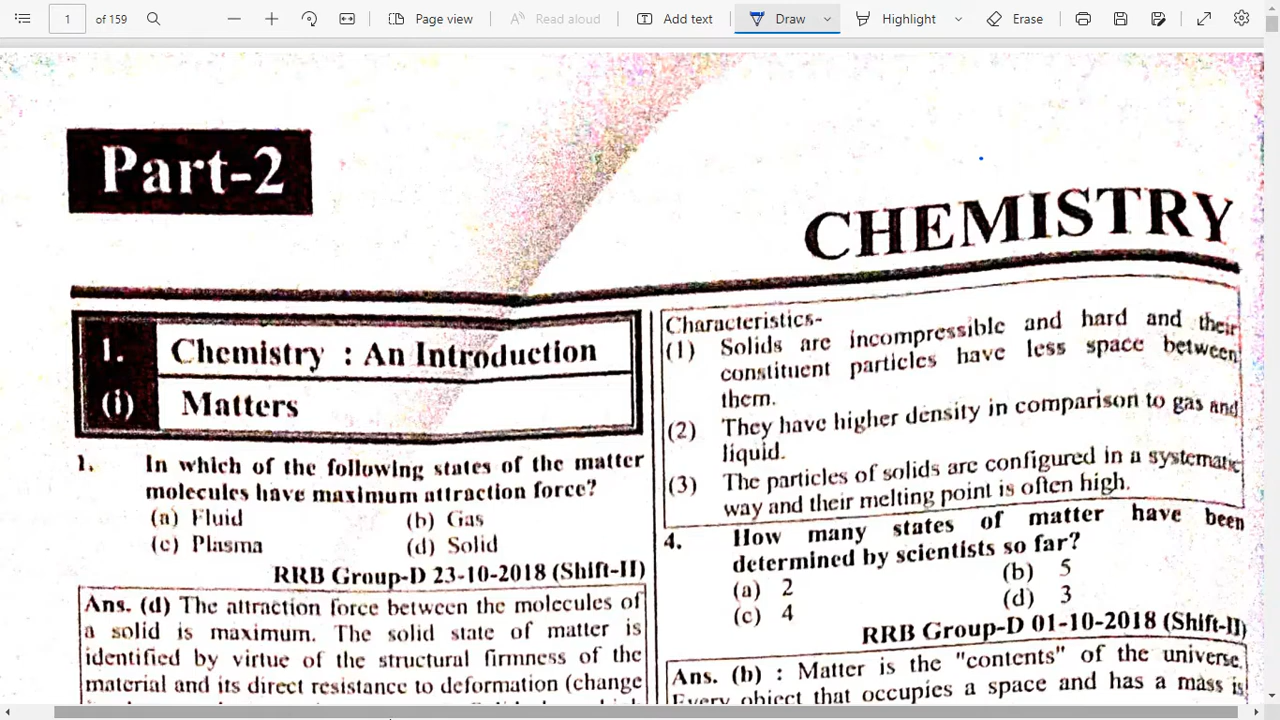 1
of 159
Page view
Read aloud
Add text
Draw
Highlight
Erase
Part-2
CHEMISTRY
1. Chemistry : An Introduction
(i) Matters
1. In which of the following states of the matter
molecules have maximum attraction force?
(a) Fluid (b) Gas
(c) Plasma (d) Solid
RRB Group-D 23-10-2018 (Shift-II)
Ans. (d) The attraction force between the molecules of
a solid is maximum. The solid state of matter is
identified by virtue of the structural firmness of the
material and its direct resistance to deformation (change
Characteristics-
(1) Solids are incompressible and hard and their
constituent particles have less space between
them.
(2) They have higher density in comparison to gas and
liquid.
(3) The particles of solids are configured in a systematic
way and their melting point is often high.
4. How many states of matter have been
determined by scientists so far?
(a) 2 (b) 5
(c) 4 (d) 3
RRB Group-D 01-10-2018 (Shift-II)
Ans. (b) : Matter is the "contents" of the universe.
Every object that occupies a space and has a mass is